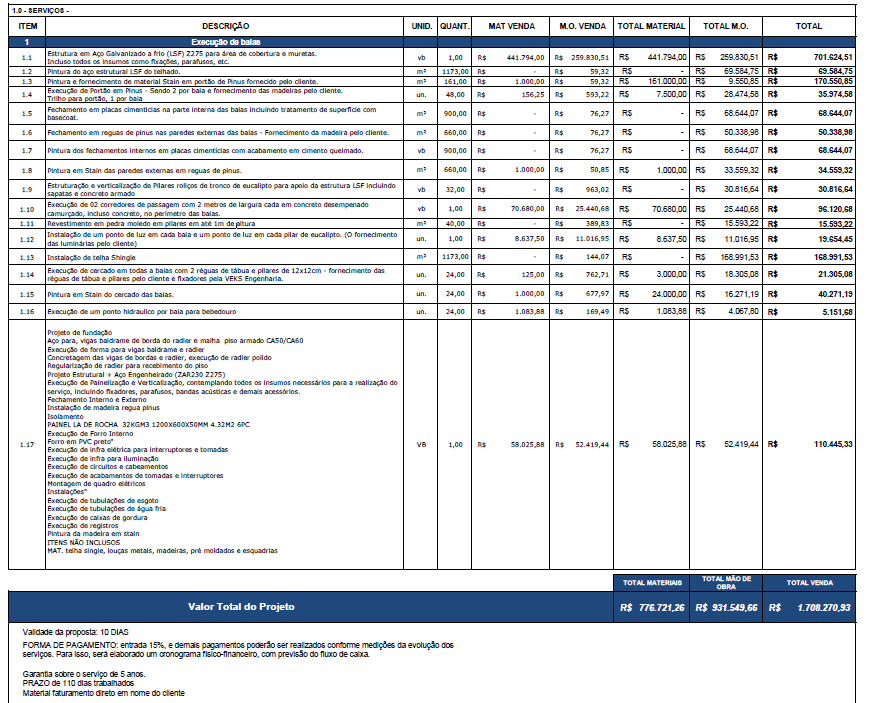 1.0 - SERVIÇOS -
ITEM DESCRIÇÃO UNID. QUANT. MAT VENDA M.O. VENDA TOTAL MATERIAL TOTAL M.O. TOTAL
1 Execução de baias
1.1 Estrutura em Aço Galvanizado a frio (LSF) Z275 para área de cobertura e muretas. vb 1,00 R$ 441.794,00 R$ 259.830,51 R$ 441.794,00 R$ 259.830,51 R$ 701.624,51
Incluso todos os insumos como fixações, parafusos, etc.
1.2 Pintura do aço estrutural LSF do telhado. m² 1173,00 R$ - R$ 59,32 R$ - R$ 69.584,75 R$ 69.584,75
1.3 Pintura e fornecimento de material Stain em portão de Pinus fornecido pelo cliente. m² 161,00 R$ 1.000,00 R$ 59,32 R$ 161.000,00 R$ 9.550,85 R$ 170.550,85
1.4 Execução de Portão em Pinus - Sendo 2 por baia e fornecimento das madeiras pelo cliente. un. 48,00 R$ 156,25 R$ 593,22 R$ 7.500,00 R$ 28.474,58 R$ 35.974,58
Trilho para portão, 1 por baia
1.5 Fechamento em placas cimentícias na parte interna das baias incluindo tratamento de superfície com m² 900,00 R$ - R$ 76,27 R$ - R$ 68.644,07 R$ 68.644,07
basecoat.
1.6 Fechamento em reguas de pinus nas paredes externas das baias - Fornecimento da madeira pelo cliente. m² 660,00 R$ - R$ 76,27 R$ - R$ 50.338,98 R$ 50.338,98
1.7 Pintura dos fechamentos internos em placas cimentícias com acabamento em cimento queimado. vb 900,00 R$ - R$ 76,27 R$ - R$ 68.644,07 R$ 68.644,07
1.8 Pintura em Stain das paredes externas em reguas de pinus. m² 660,00 R$ 1.000,00 R$ 50,85 R$ 1.000,00 R$ 33.559,32 R$ 34.559,32
1.9 Estruturação e verticalização de Pilares roliços de tronco de eucalipto para apoio da estrutura LSF incluindo vb 32,00 R$ - R$ 963,02 R$ - R$ 30.816,64 R$ 30.816,64
sapatas e concreto armado
1.10 Execução de 02 corredores de passagem com 2 metros de largura cada em concreto desempenado vb 1,00 R$ 70.680,00 R$ 25.440,68 R$ 70.680,00 R$ 25.440,68 R$ 96.120,68
camurçado, incluso concreto, no perímetro das baias.
1.11 Revestimento em pedra moledo em pilares em até 1m de altura m² 40,00 R$ - R$ 389,83 R$ - R$ 15.593,22 R$ 15.593,22
1.12 Instalação de um ponto de luz em cada baia e um ponto de luz em cada pilar de eucalipto. (O fornecimento un. 1,00 R$ 8.637,50 R$ 11.016,95 R$ 8.637,50 R$ 11.016,95 R$ 19.654,45
das luminárias pelo cliente)
1.13 Instalação de telha Shingle m² 1173,00 R$ - R$ 144,07 R$ - R$ 168.991,53 R$ 168.991,53
1.14 Execução de cercado em todas a baias com 2 réguas de tábua e pilares de 12x12cm - fornecimento das un. 24,00 R$ 125,00 R$ 762,71 R$ 3.000,00 R$ 18.305,08 R$ 21.305,08
réguas de tábua e pilares pelo cliente e fixadores pela VEKS Engenharia.
1.15 Pintura em Stain do cercado das baias. un. 24,00 R$ 1.000,00 R$ 677,97 R$ 24.000,00 R$ 16.271,19 R$ 40.271,19
1.16 Execução de um ponto hidraulico por baia para bebedouro un. 24,00 R$ 1.083,88 R$ 169,49 R$ 1.083,88 R$ 4.067,80 R$ 5.151,68
Projeto de fundação
Aço para, vigas baldrame de borda do radier e malha piso armado CA50/CA60
Execução de forma para vigas baldrame e radier
Concretagem das vigas de bordas e radier, execução de radier polido
Regularização de radier para recebimento do piso
Projeto Estrutural + Aço Engenheirado (ZAR230 Z275)
Execução de Painelização e Verticalização, contemplando todos os insumos necessários para a realização do
serviço, incluindo fixadores, parafusos, bandas acústicas e demais acessórios.
Fechamento Interno e Externo
Instalação de madeira regua pinus
Isolamento
PAINEL LA DE ROCHA 32KGM3 1200X600X50MM 4.32M2 6PC
Execução de Forro Interno
Forro em PVC preto"
1.17 VB 1,00 R$ 58.025,88 R$ 52.419,44 R$ 58.025,88 R$ 52.419,44 R$ 110.445,33
Execução de infra elétrica para interruptores e tomadas
Execução de infra para iluminação
Execução de circuitos e cabeamentos
Execução de acabamentos de tomadas e interruptores
Montagem de quadro elétricos
Instalações"
Execução de tubulações de esgoto
Execução de tubulações de água fria
Execução de caixas de gordura
Execução de registros
Pintura da madeira em stain
ITENS NÃO INCLUSOS
MAT. telha single, louças metais, madeiras, pré moldados e esquadrias
TOTAL MATERIAIS TOTAL MÃO DE OBRA TOTAL VENDA
Valor Total do Projeto R$ 776.721,26 R$ 931.549,66 R$ 1.708.270,93
Validade da proposta: 10 DIAS
FORMA DE PAGAMENTO: entrada 15%, e demais pagamentos poderão ser realizados conforme medições da evolução dos
serviços. Para isso, será elaborado um cronograma físico-financeiro, com previsão do fluxo de caixa.
Garantia sobre o serviço de 5 anos.
PRAZO de 110 dias trabalhados
Material faturamento direto em nome do cliente